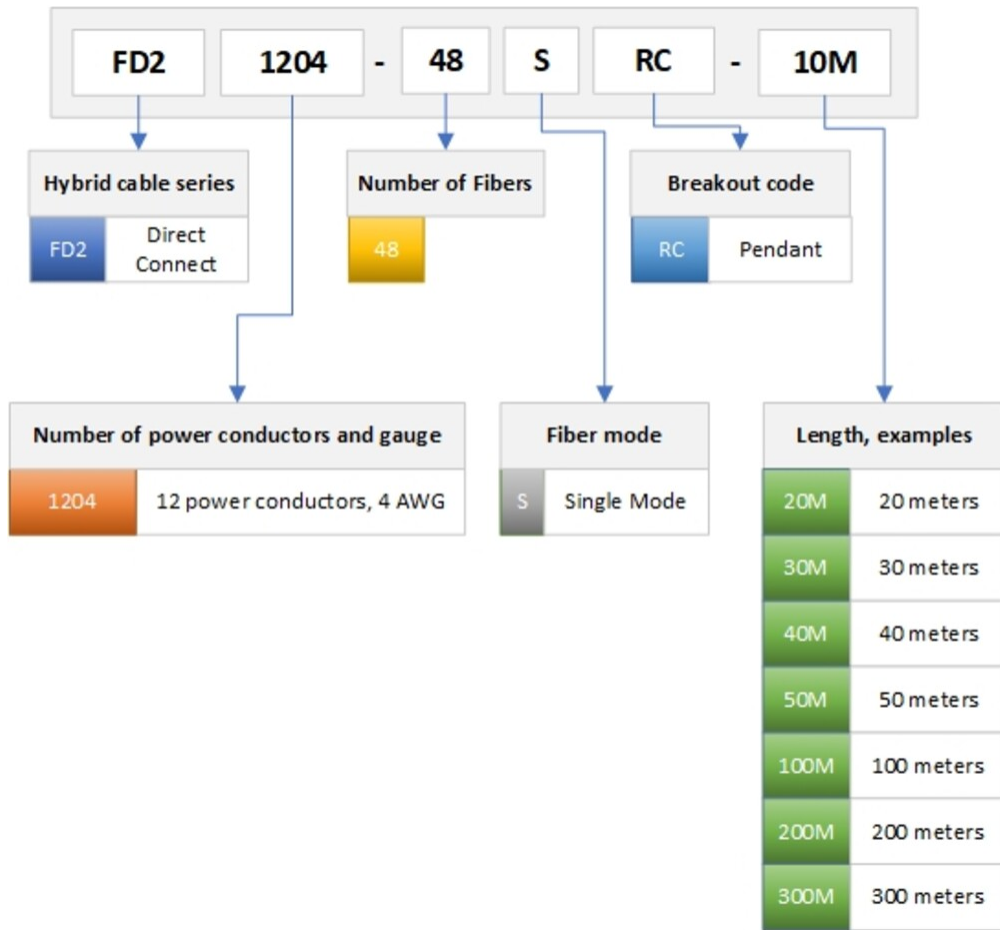 FD2 1204 - 48 S RC - 10M
Hybrid cable series
FD2 Direct
Connect
Number of Fibers
48
Breakout code
RC Pendant
Number of power conductors and gauge
1204 12 power conductors, 4 AWG
Fiber mode
S Single Mode
Length, examples
20M 20 meters
30M 30 meters
40M 40 meters
50M 50 meters
100M 100 meters
200M 200 meters
300M 300 meters